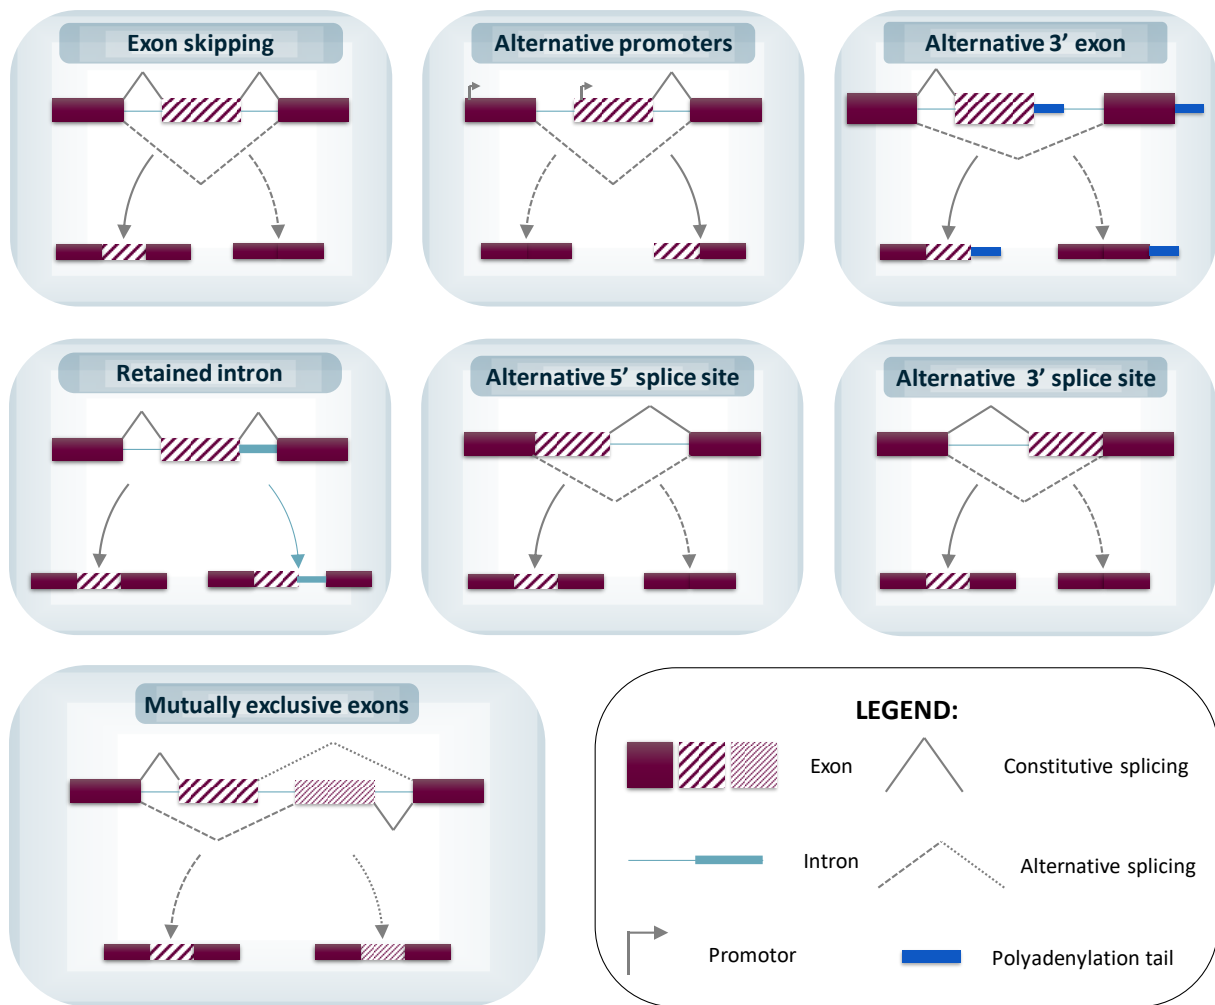 Exon skipping
Alternative promoters
Alternative 3’ exon
Retained intron
Alternative 5’ splice site
Alternative 3’ splice site
Mutually exclusive exons
LEGEND:
Exon
Constitutive splicing
Intron
Alternative splicing
Promotor
Polyadenylation tail